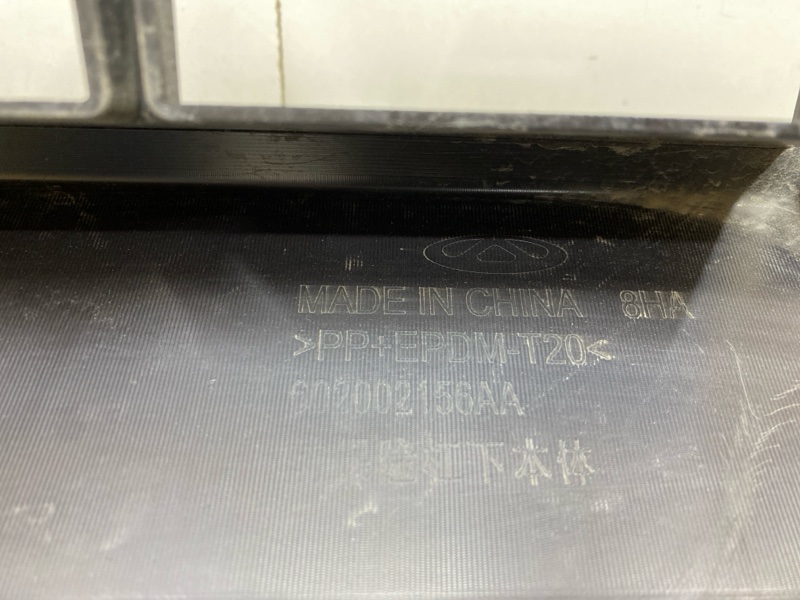 MADE IN CHINA 8HA
>PP+EPDM-T20<
602002156AA
下本体